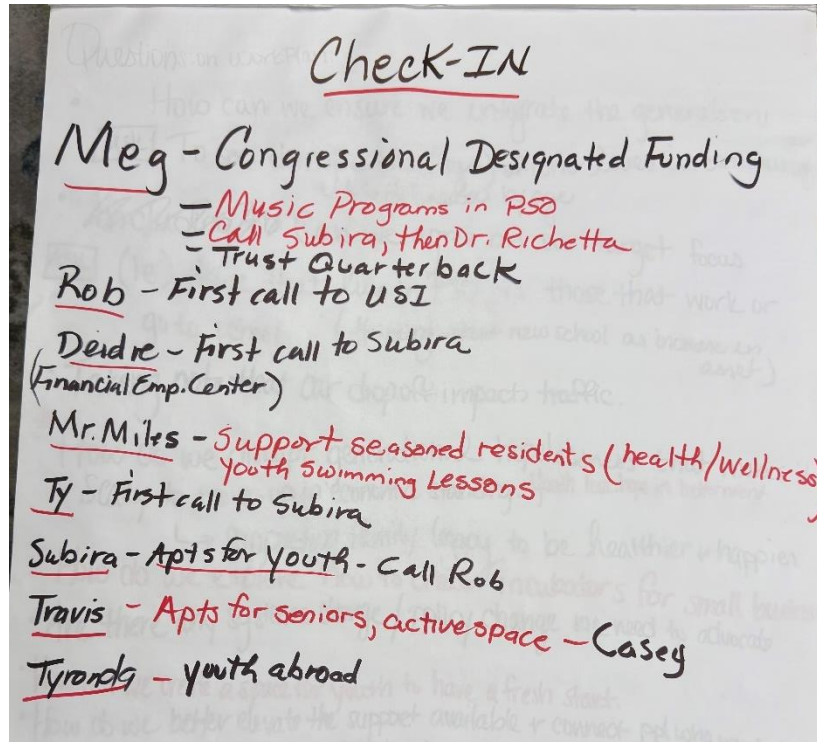 Check-IN
Meg - Congressional Designated Funding
- Music Programs in PSO
- Call Subira, then Dr. Richetta
- Trust Quarterback
Rob - First call to USI
Deidre - First call to Subira
(Financial Emp. Center)
Mr. Miles - Support seasoned residents (health/wellness)
youth swimming Lessons
Ty - First call to Subira
Subira - Apts for youth - Call Rob
Travis - Apts for seniors, active space - Casey
Tyronda - youth abroad